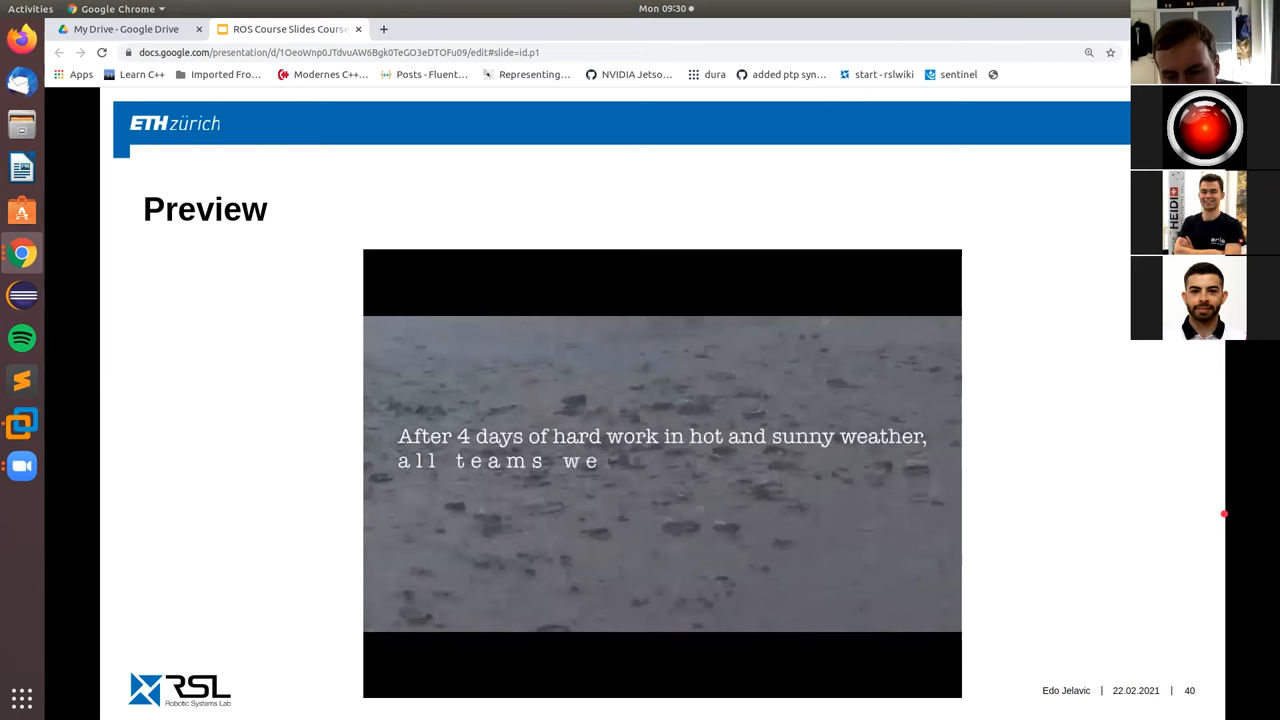 Activities
Google Chrome
Mon 09:30
My Drive - Google Drive
ROS Course Slides Course
docs.google.com/presentation/d/1OeoWnp0JTdvuAW6Bgk0TeGO3eDTOFu09/edit#slide=id.p1
Apps
Learn C++
Imported Fro...
Modernes C++...
Posts - Fluent...
Representing...
NVIDIA Jetso...
dura
added ptp syn...
start - rslwiki
sentinel
ETH zürich
HEIDI
Preview
After 4 days of hard work in hot and sunny weather,
all teams we
RSL
Robotic Systems Lab
Edo Jelavic | 22.02.2021 | 40